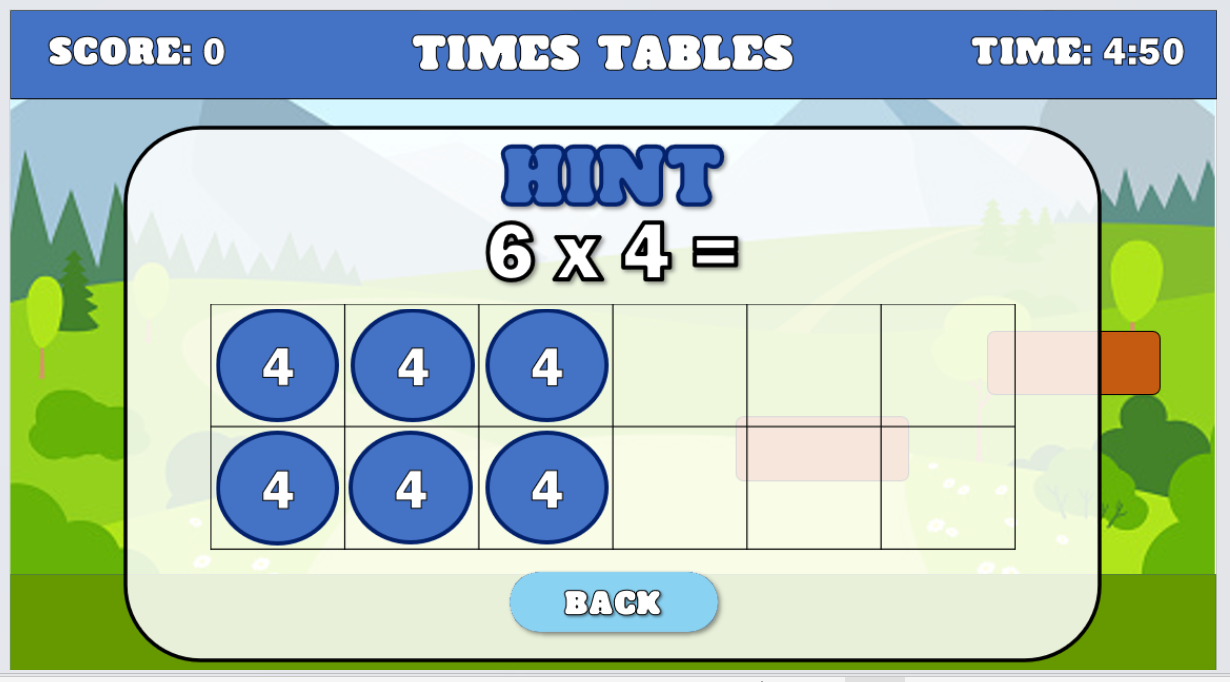 SCORE: 0 TIMES TABLES TIME: 4:50
HINT
6 x 4 =
4 4 4
4 4 4
BACK